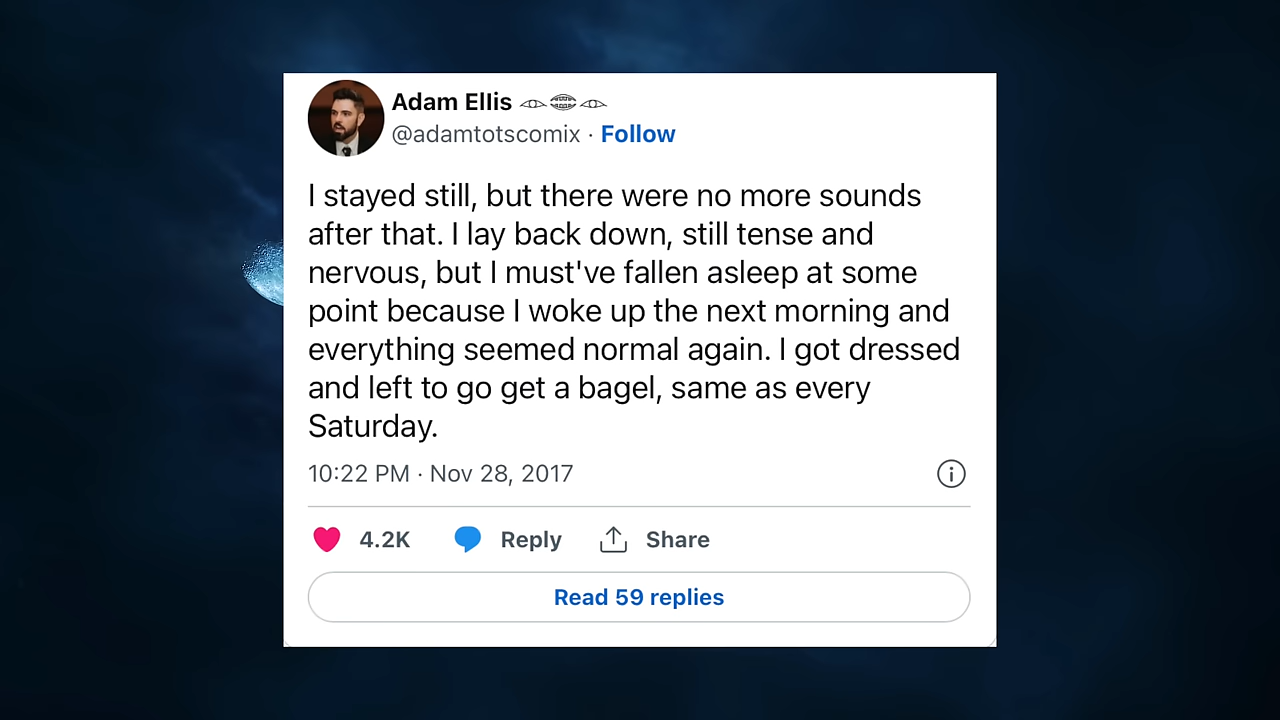 Adam Ellis
@adamtotscomix · Follow
I stayed still, but there were no more sounds
after that. I lay back down, still tense and
nervous, but I must've fallen asleep at some
point because I woke up the next morning and
everything seemed normal again. I got dressed
and left to go get a bagel, same as every
Saturday.
10:22 PM · Nov 28, 2017
4.2K Reply Share
Read 59 replies